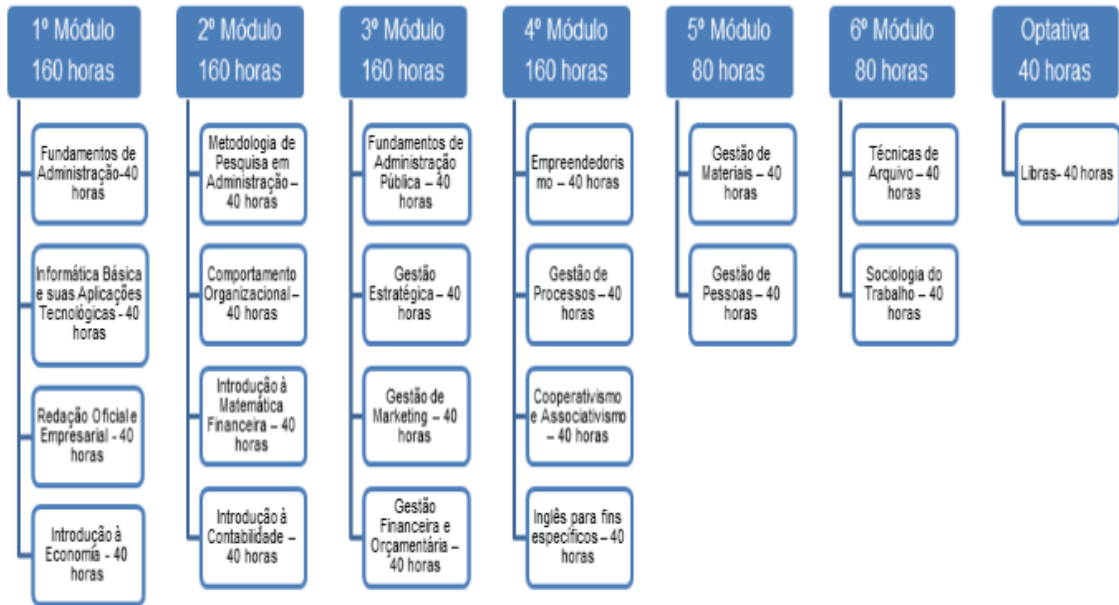 1º Módulo
160 horas
Fundamentos de
Administração-40
horas
Informática Básica
e suas Aplicações
Tecnológicas - 40
horas
Redação Oficial e
Empresarial - 40
horas
Introdução à
Economia - 40
horas
2º Módulo
160 horas
Metodologia de
Pesquisa em
Administração –
40 horas
Comportamento
Organizacional –
40 horas
Introdução à
Matemática
Financeira – 40
horas
Introdução à
Contabilidade –
40 horas
3º Módulo
160 horas
Fundamentos de
Administração
Pública – 40
horas
Gestão
Estratégica – 40
horas
Gestão de
Marketing – 40
horas
Gestão
Financeira e
Orçamentária –
40 horas
4º Módulo
160 horas
Empreendedoris
mo – 40 horas
Gestão de
Processos – 40
horas
Cooperativismo
e Associativismo
– 40 horas
Inglês para fins
específicos – 40
horas
5º Módulo
80 horas
Gestão de
Materiais – 40
horas
Gestão de
Pessoas – 40
horas
6º Módulo
80 horas
Técnicas de
Arquivo – 40
horas
Sociologia do
Trabalho – 40
horas
Optativa
40 horas
Libras- 40 horas